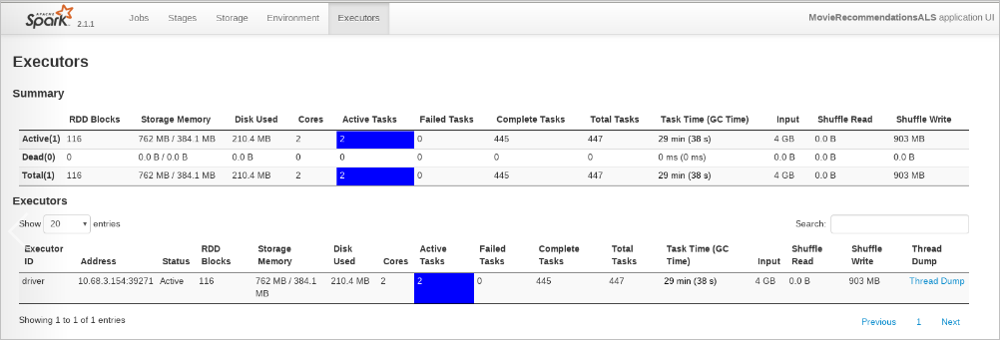 APACHE Spark 2.1.1 Jobs Stages Storage Environment Executors MovieRecommendationsALS application UI
Executors
Summary
RDD Blocks Storage Memory Disk Used Cores Active Tasks Failed Tasks Complete Tasks Total Tasks Task Time (GC Time) Input Shuffle Read Shuffle Write
Active(1) 116 762 MB / 384.1 MB 210.4 MB 2 2 0 445 447 29 min (38 s) 4 GB 0.0 B 903 MB
Dead(0) 0 0.0 B / 0.0 B 0.0 B 0 0 0 0 0 0 ms (0 ms) 0.0 B 0.0 B 0.0 B
Total(1) 116 762 MB / 384.1 MB 210.4 MB 2 2 0 445 447 29 min (38 s) 4 GB 0.0 B 903 MB
Executors
Show 20 entries Search:
Executor ID Address Status RDD Blocks Storage Memory Disk Used Cores Active Tasks Failed Tasks Complete Tasks Total Tasks Task Time (GC Time) Input Shuffle Read Shuffle Write Thread Dump
driver 10.68.3.154:39271 Active 116 762 MB / 384.1 MB 210.4 MB 2 2 0 445 447 29 min (38 s) 4 GB 0.0 B 903 MB Thread Dump
Showing 1 to 1 of 1 entries Previous 1 Next